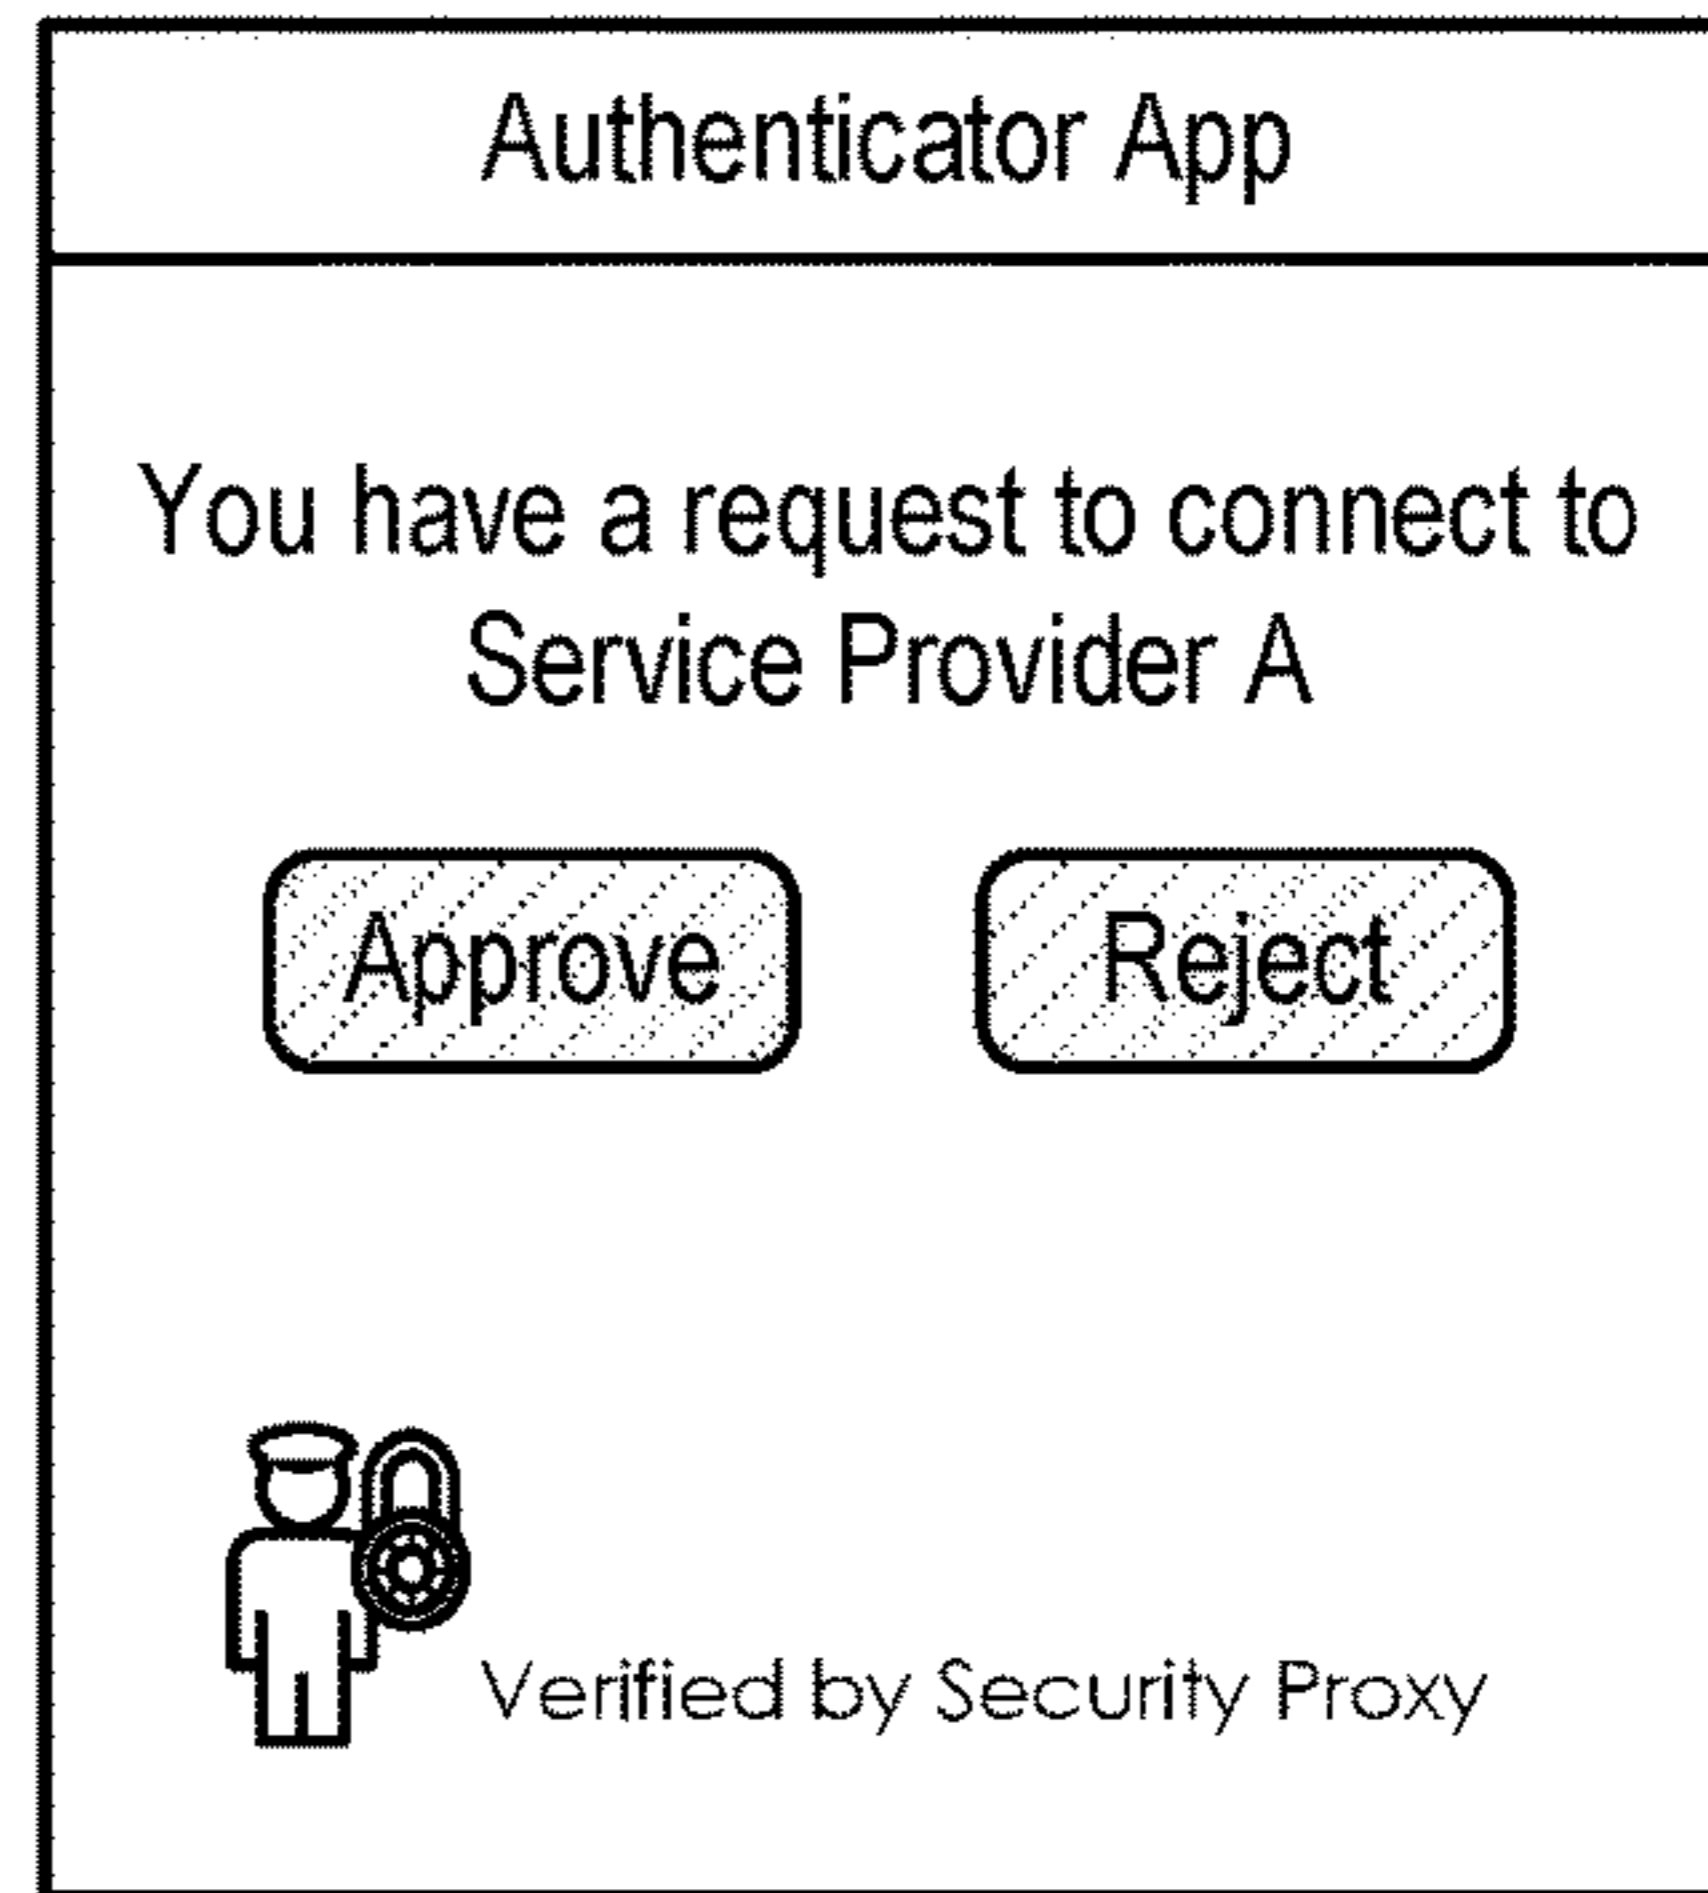 Authenticator App
You have a request to connect to
Service Provider A
Approve
Reject
Verified by Security Proxy